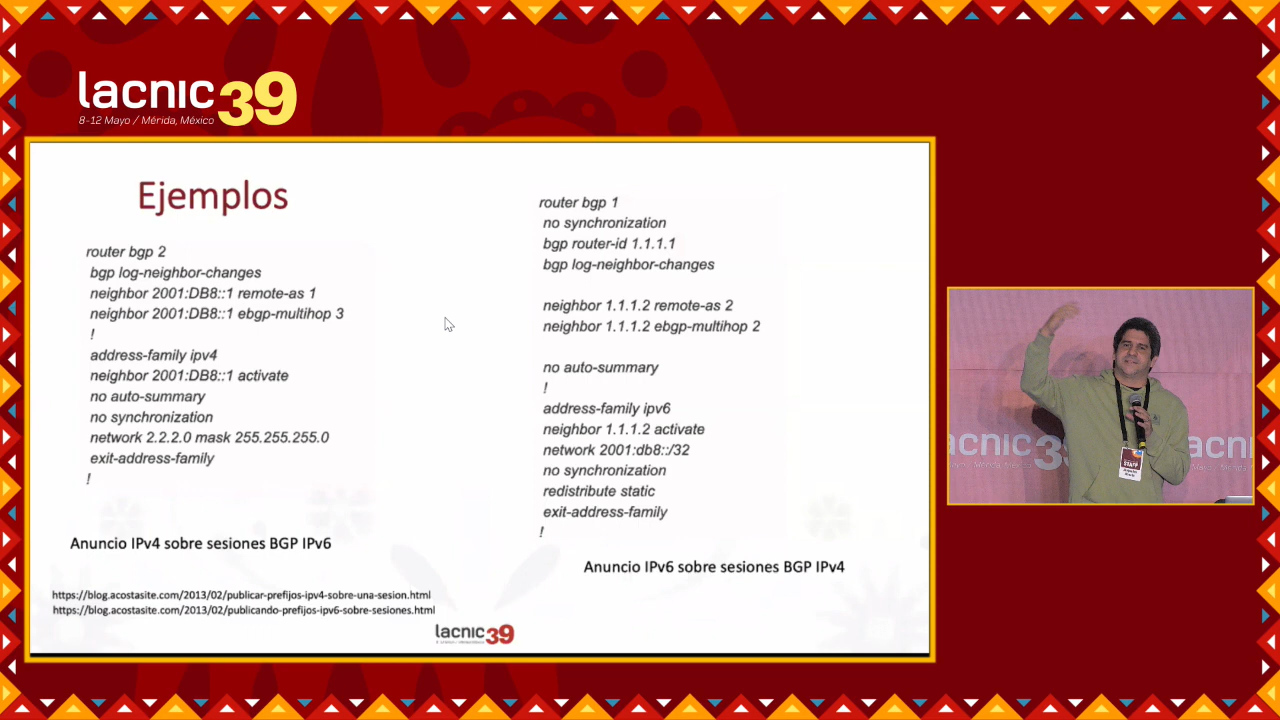 lacnic39
8-12 Mayo / Mérida, México
Ejemplos
router bgp 2
bgp log-neighbor-changes
neighbor 2001:DB8::1 remote-as 1
neighbor 2001:DB8::1 ebgp-multihop 3
!
address-family ipv4
neighbor 2001:DB8::1 activate
no auto-summary
no synchronization
network 2.2.2.0 mask 255.255.255.0
exit-address-family
!
Anuncio IPv4 sobre sesiones BGP IPv6
https://blog.acostasite.com/2013/02/publicar-prefijos-ipv4-sobre-una-sesion.html
https://blog.acostasite.com/2013/02/publicando-prefijos-ipv6-sobre-sesiones.html
router bgp 1
no synchronization
bgp router-id 1.1.1.1
bgp log-neighbor-changes
neighbor 1.1.1.2 remote-as 2
neighbor 1.1.1.2 ebgp-multihop 2
no auto-summary
!
address-family ipv6
neighbor 1.1.1.2 activate
network 2001:db8::/32
no synchronization
redistribute static
exit-address-family
!
Anuncio IPv6 sobre sesiones BGP IPv4
lacnic39
acnic39
acni
STAFF